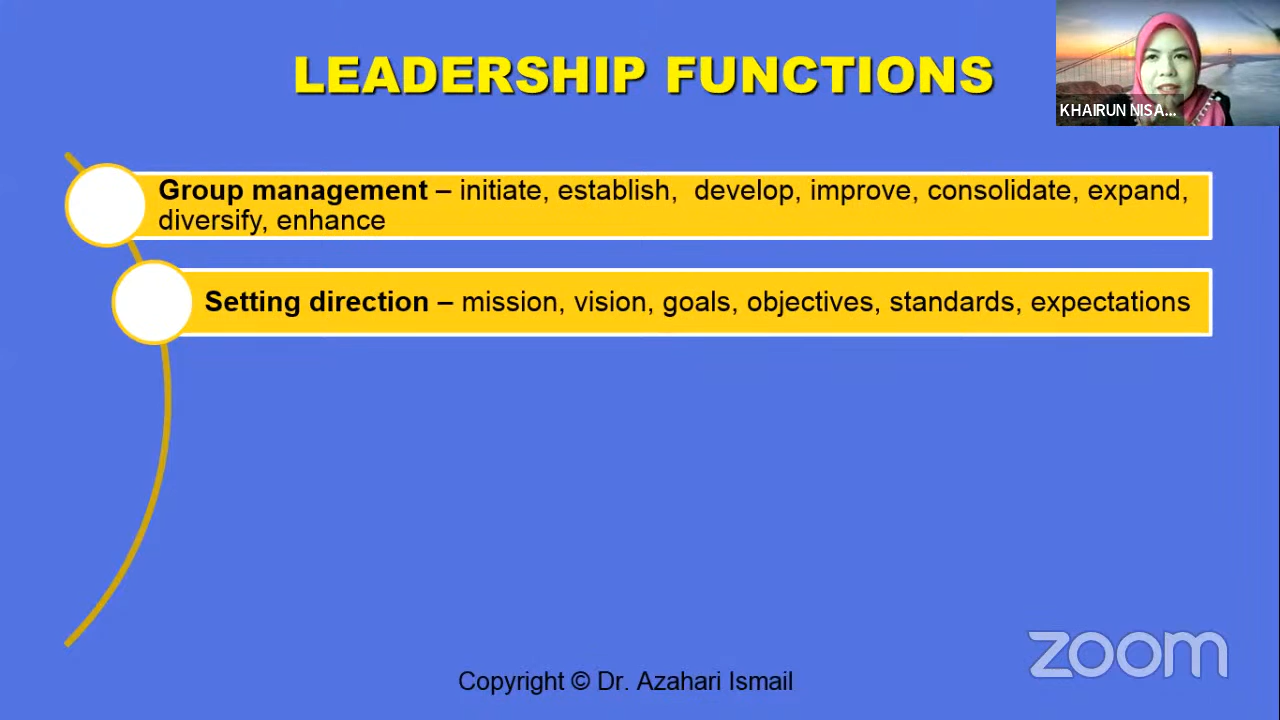 LEADERSHIP FUNCTIONS
KHAIRUN NISA...
Group management – initiate, establish,  develop, improve, consolidate, expand,
diversify, enhance
Setting direction – mission, vision, goals, objectives, standards, expectations
zoom
Copyright © Dr. Azahari Ismail